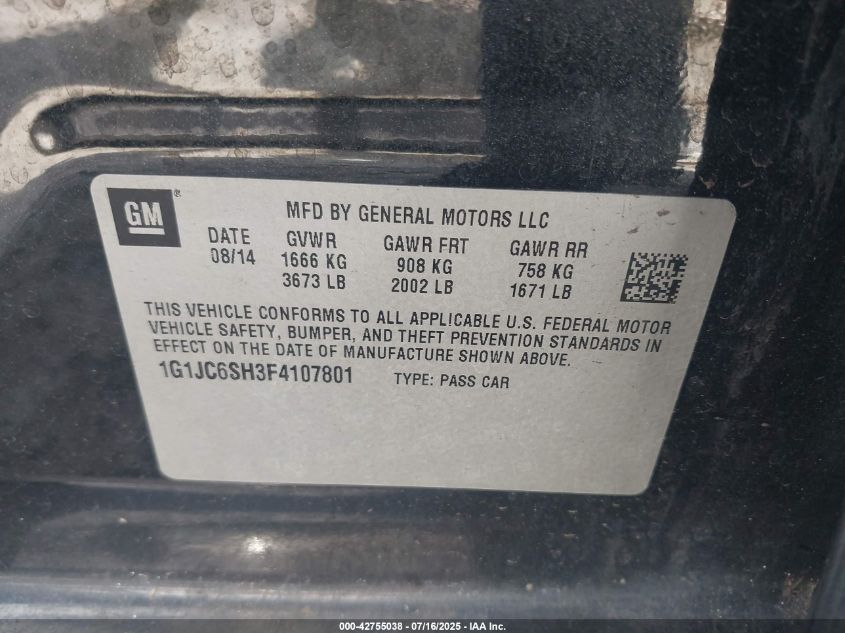 GM ®
MFD BY GENERAL MOTORS LLC
DATE GVWR GAWR FRT GAWR RR
08/14 1666 KG 908 KG 758 KG
3673 LB 2002 LB 1671 LB
THIS VEHICLE CONFORMS TO ALL APPLICABLE U.S. FEDERAL MOTOR
VEHICLE SAFETY, BUMPER, AND THEFT PREVENTION STANDARDS IN
EFFECT ON THE DATE OF MANUFACTURE SHOWN ABOVE.
1G1JC6SH3F4107801 TYPE: PASS CAR
000-42755038 - 07/16/2025 - IAA Inc.